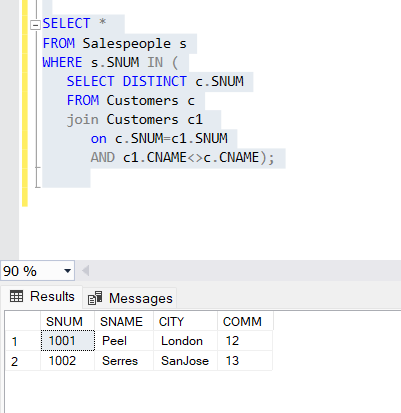 SELECT *
FROM Salespeople s
WHERE s.SNUM IN (
SELECT DISTINCT c.SNUM
FROM Customers c
join Customers c1
on c.SNUM=c1.SNUM
AND c1.CNAME<>c.CNAME);
90 %
Results Messages
SNUM SNAME CITY COMM
1 1001 Peel London 12
2 1002 Serres SanJose 13